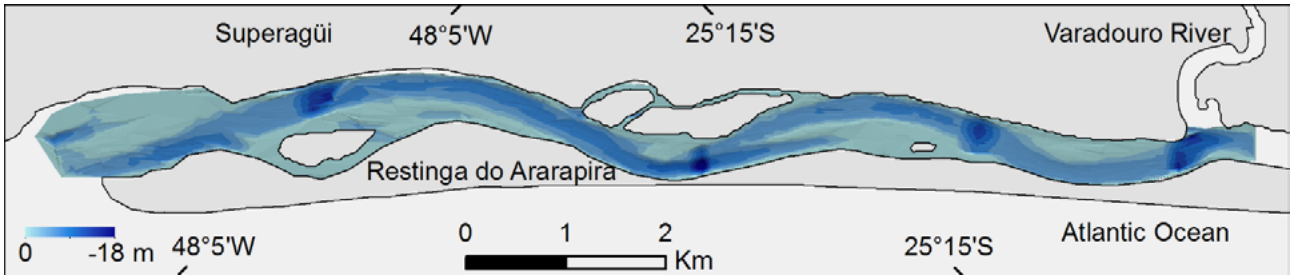 Superagüi 48°5'W 25°15'S Varadouro River
Restinga do Ararapira
0 -18 m 48°5'W 0 1 2 Km 25°15'S Atlantic Ocean